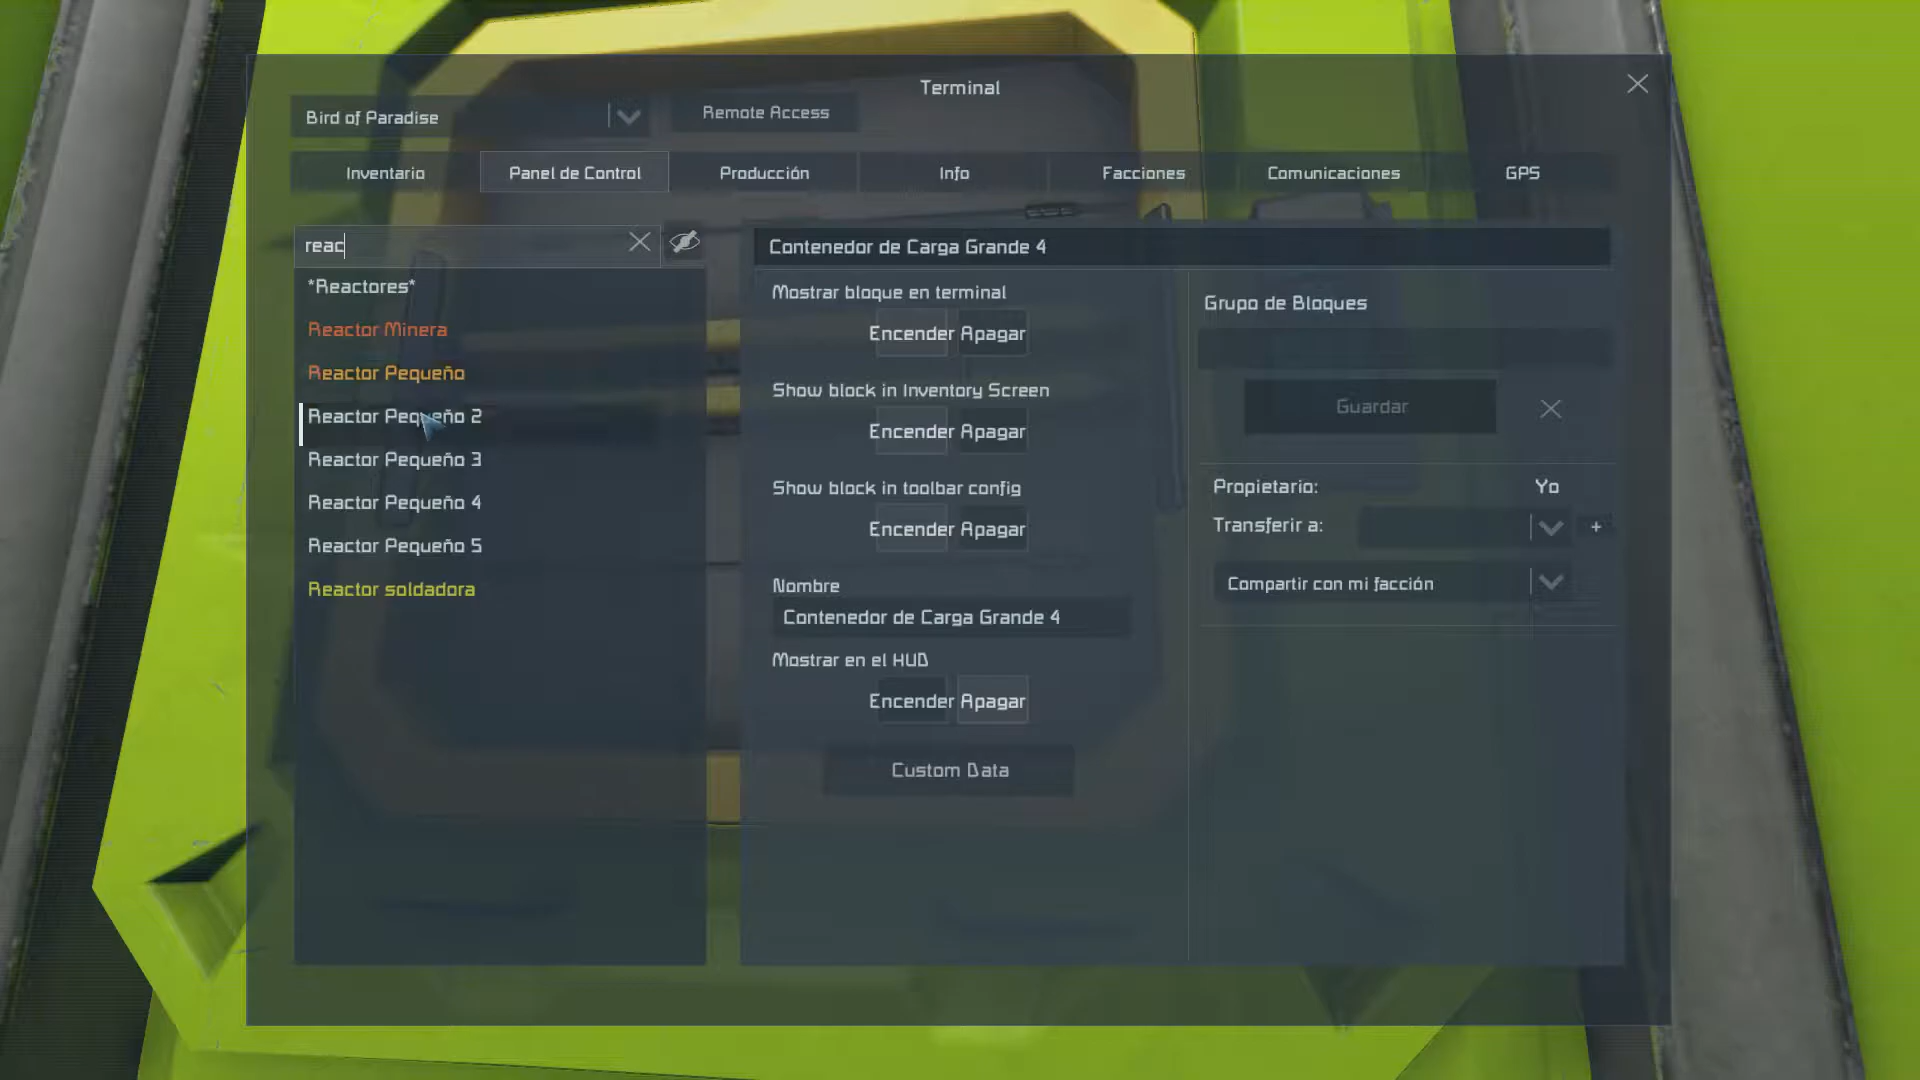 Terminal
Bird of Paradise
Remote Access
Inventario
Panel de Control
Producción
Info
Facciones
Comunicaciones
GPS
reac
*Reactores*
Reactor Minera
Reactor Pequeño
Reactor Pequeño 2
Reactor Pequeño 3
Reactor Pequeño 4
Reactor Pequeño 5
Reactor soldadora
Contenedor de Carga Grande 4
Mostrar bloque en terminal
Encender Apagar
Show block in Inventory Screen
Encender Apagar
Show block in toolbar config
Encender Apagar
Nombre
Contenedor de Carga Grande 4
Mostrar en el HUD
Encender Apagar
Custom Data
Grupo de Bloques
Guardar
Propietario: Yo
Transferir a:
+
Compartir con mi facción